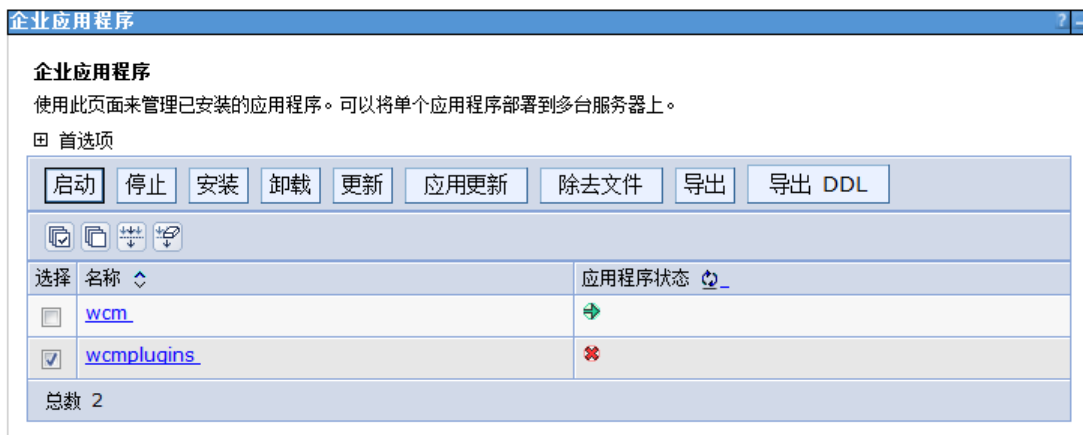 企业应用程序 ?
企业应用程序
使用此页面来管理已安装的应用程序。可以将单个应用程序部署到多台服务器上。
首选项
启动 停止 安装 卸载 更新 应用更新 除去文件 导出 导出 DDL
选择 名称 应用程序状态
wcm
wcmplugins
总数 2